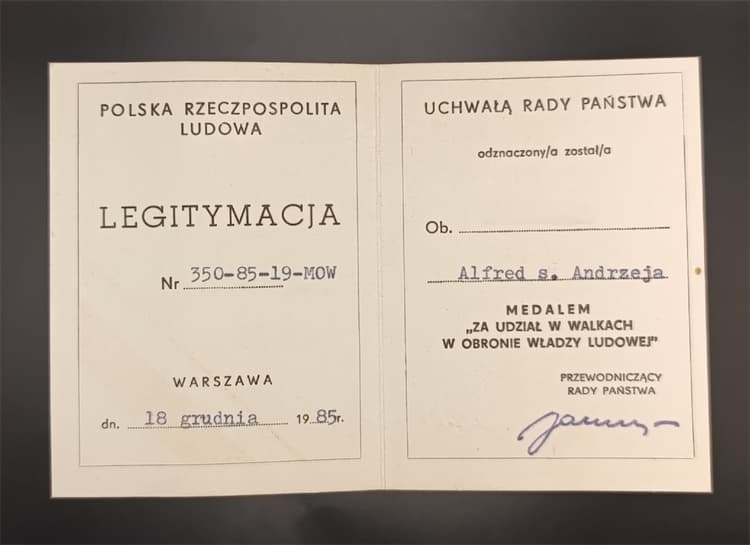 POLSKA RZECZPOSPOLITA
LUDOWA
LEGITYMACJA
Nr 350-85-19-MOW
WARSZAWA
dn. 18 grudnia 1985r.
UCHWAŁĄ RADY PAŃSTWA
odznaczony/a został/a
Ob.
Alfred s. Andrzeja
MEDALEM
„ZA UDZIAŁ W WALKACH
W OBRONIE WŁADZY LUDOWEJ"
PRZEWODNICZĄCY
RADY PAŃSTWA